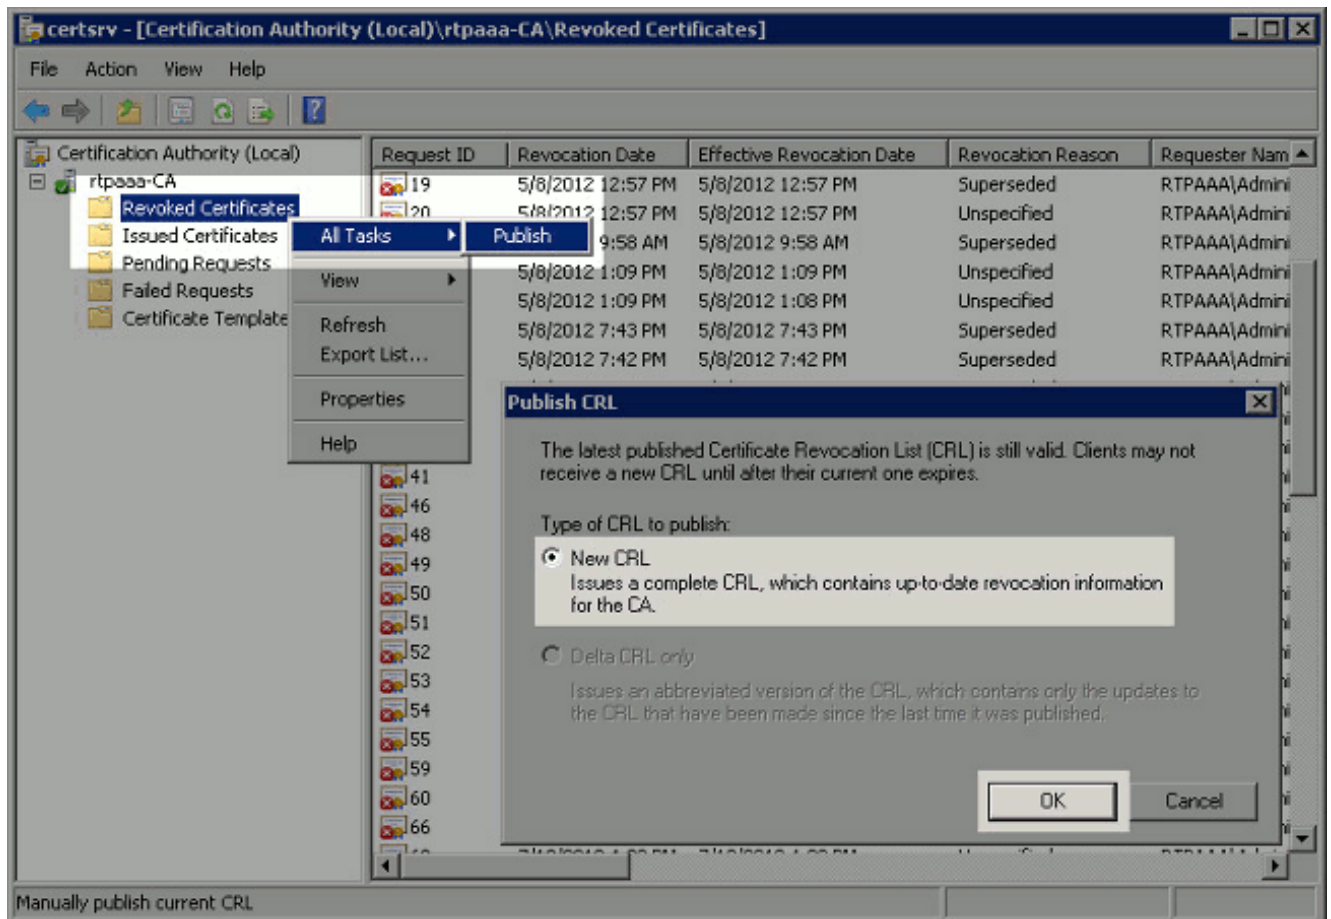 certsrv - [Certification Authority (Local)\rtpaaa-CA\Revoked Certificates]
File Action View Help
Certification Authority (Local)
rtpaaa-CA
Revoked Certificates
Issued Certificates
Pending Requests
Failed Requests
Certificate Template
All Tasks
Publish
View
Refresh
Export List...
Properties
Help
Request ID Revocation Date Effective Revocation Date Revocation Reason Requester Nam
19 5/8/2012 12:57 PM 5/8/2012 12:57 PM Superseded RTPAAA\Admini
20 5/8/2012 12:57 PM 5/8/2012 12:57 PM Unspecified RTPAAA\Admini
9:58 AM 5/8/2012 9:58 AM Superseded RTPAAA\Admini
5/8/2012 1:09 PM 5/8/2012 1:09 PM Unspecified RTPAAA\Admini
5/8/2012 1:09 PM 5/8/2012 1:08 PM Unspecified RTPAAA\Admini
5/8/2012 7:43 PM 5/8/2012 7:43 PM Superseded RTPAAA\Admini
5/8/2012 7:42 PM 5/8/2012 7:42 PM Superseded RTPAAA\Admini
41
46
48
49
50
51
52
53
54
55
59
60
66
Publish CRL
The latest published Certificate Revocation List (CRL) is still valid. Clients may not
receive a new CRL until after their current one expires.
Type of CRL to publish:
New CRL
Issues a complete CRL, which contains up-to-date revocation information
for the CA.
Delta CRL only
Issues an abbreviated version of the CRL, which contains only the updates to
the CRL that have been made since the last time it was published.
OK
Cancel
Manually publish current CRL